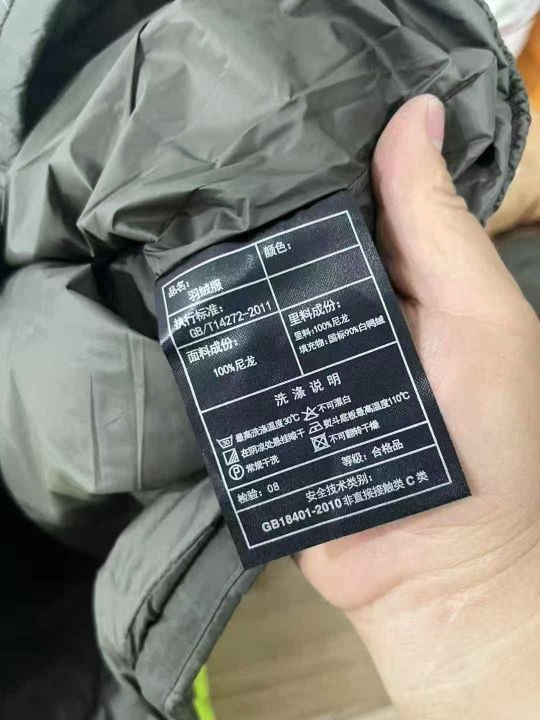 品名：羽绒服
颜色：
执行标准：
GB/T14272-2011
面料成份：
100%尼龙
里料成份：
里料:100%尼龙
填充物:国标90%白鸭绒
洗涤说明
最高洗涤温度30℃ 不可漂白
在阴凉处悬挂晾干 熨斗底板最高温度110℃
常规干洗 不可翻转干燥
检验：08
等级：合格品
安全技术类别：
GB18401-2010 非直接接触类 C 类